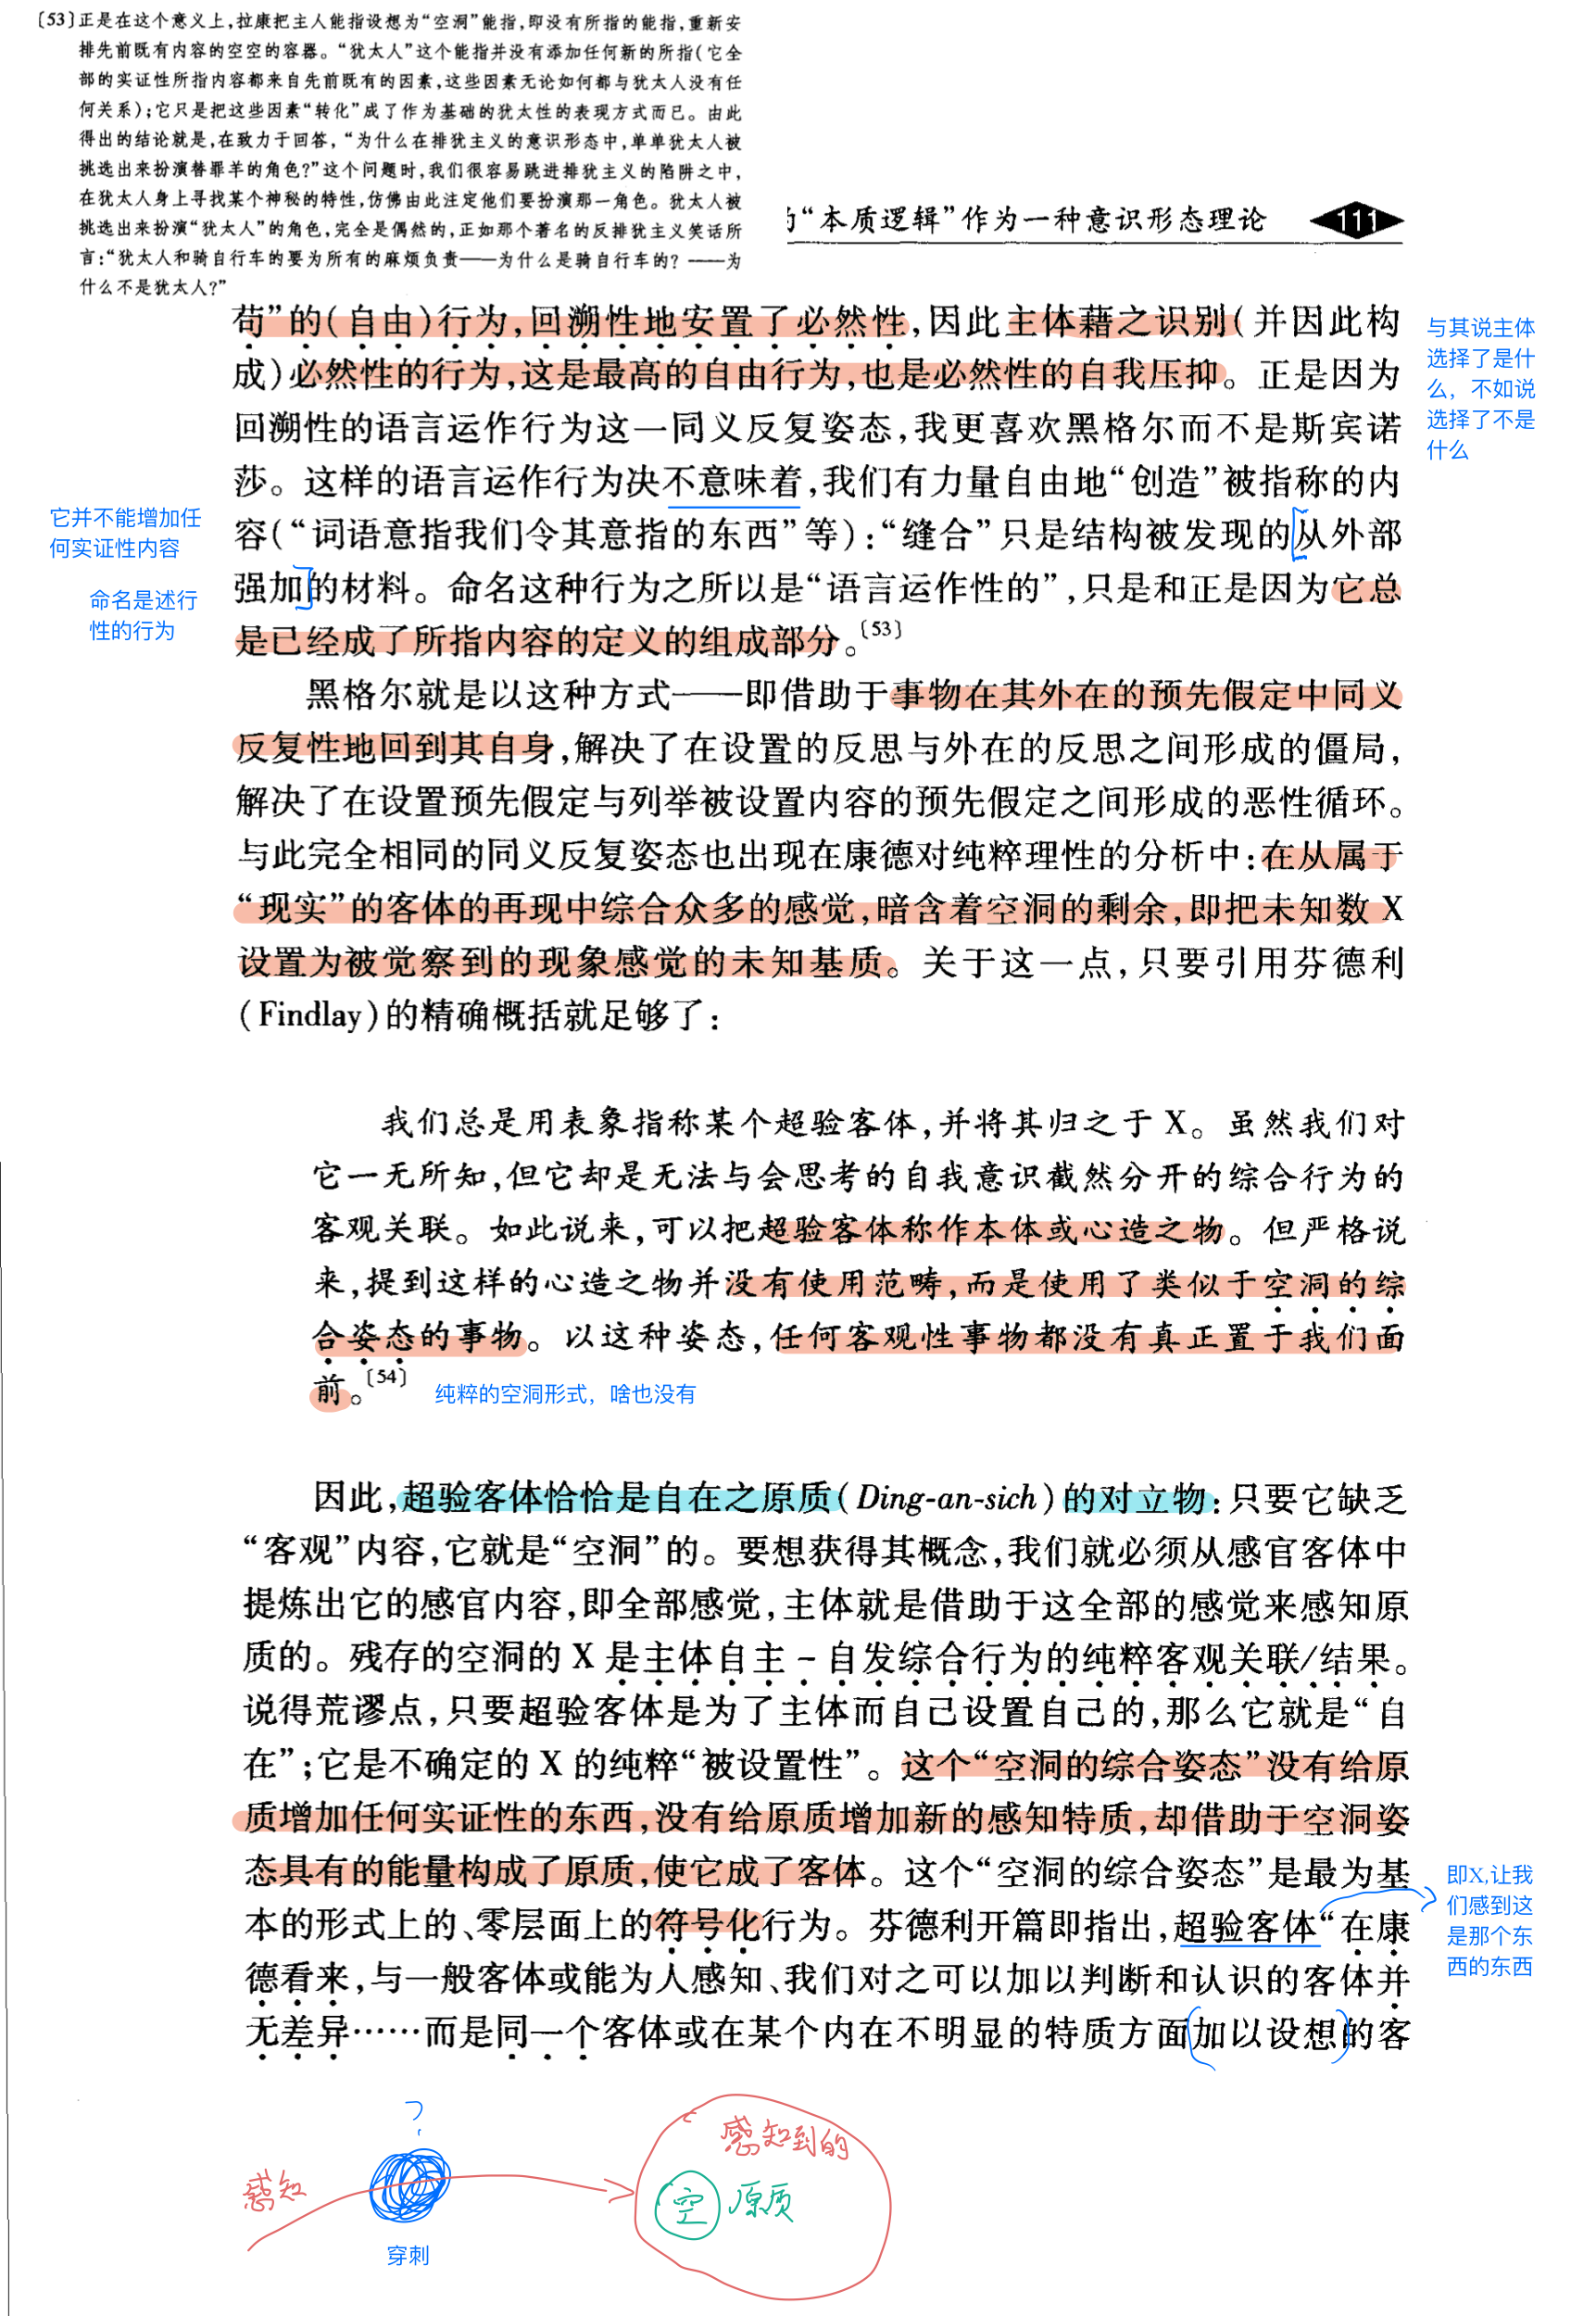 〔53〕正是在这个意义上,拉康把主人能指设想为“空洞”能指,即没有所指的能指,重新安
排先前既有内容的空空的容器。“犹太人”这个能指并没有添加任何新的所指(它全
部的实证性所指内容都来自先前既有的因素,这些因素无论如何都与犹太人没有任
何关系);它只是把这些因素“转化”成了作为基础的犹太性的表现方式而已。由此
得出的结论就是,在致力于回答,“为什么在排犹主义的意识形态中,单单犹太人被
挑选出来扮演替罪羊的角色?”这个问题时,我们很容易跳进排犹主义的陷阱之中,
在犹太人身上寻找某个神秘的特性,仿佛由此注定他们要扮演那一角色。犹太人被
挑选出来扮演“犹太人”的角色,完全是偶然的,正如那个著名的反排犹主义笑话所
言:“犹太人和骑自行车的要为所有的麻烦负责——为什么是骑自行车的? ——为
什么不是犹太人?”
“本质逻辑”作为一种意识形态理论 111
苟”的(自由)行为,回溯性地安置了必然性,因此主体藉之识别(并因此构
成)必然性的行为,这是最高的自由行为,也是必然性的自我压抑。正是因为
回溯性的语言运作行为这一同义反复姿态,我更喜欢黑格尔而不是斯宾诺
莎。这样的语言运作行为决不意味着,我们有力量自由地“创造”被指称的内
容(“词语意指我们令其意指的东西”等):“缝合”只是结构被发现的从外部
强加的材料。命名这种行为之所以是“语言运作性的”,只是和正是因为它总
是已经成了所指内容的定义的组成部分。〔53〕
与其说主体
选择了是什
么，不如说
选择了不是
什么
它并不能增加任
何实证性内容
命名是述行
性的行为
黑格尔就是以这种方式——即借助于事物在其外在的预先假定中同义
反复性地回到其自身,解决了在设置的反思与外在的反思之间形成的僵局,
解决了在设置预先假定与列举被设置内容的预先假定之间形成的恶性循环。
与此完全相同的同义反复姿态也出现在康德对纯粹理性的分析中:在从属于
“现实”的客体的再现中综合众多的感觉,暗含着空洞的剩余,即把未知数 X
设置为被觉察到的现象感觉的未知基质。关于这一点,只要引用芬德利
(Findlay)的精确概括就足够了:
我们总是用表象指称某个超验客体,并将其归之于 X。虽然我们对
它一无所知,但它却是无法与会思考的自我意识截然分开的综合行为的
客观关联。如此说来,可以把超验客体称作本体或心造之物。但严格说
来,提到这样的心造之物并没有使用范畴,而是使用了类似于空洞的综
合姿态的事物。以这种姿态,任何客观性事物都没有真正置于我们面
前。〔54〕
纯粹的空洞形式，啥也没有
因此,超验客体恰恰是自在之原质(Ding-an-sich)的对立物:只要它缺乏
“客观”内容,它就是“空洞”的。要想获得其概念,我们就必须从感官客体中
提炼出它的感官内容,即全部感觉,主体就是借助于这全部的感觉来感知原
质的。残存的空洞的 X 是主体自主－自发综合行为的纯粹客观关联/结果。
说得荒谬点,只要超验客体是为了主体而自己设置自己的,那么它就是“自
在”;它是不确定的 X 的纯粹“被设置性”。这个“空洞的综合姿态”没有给原
质增加任何实证性的东西,没有给原质增加新的感知特质,却借助于空洞姿
态具有的能量构成了原质,使它成了客体。这个“空洞的综合姿态”是最为基
本的形式上的、零层面上的符号化行为。芬德利开篇即指出,超验客体“在康
德看来,与一般客体或能为人感知、我们对之可以加以判断和认识的客体并
无差异……而是同一个客体或在某个内在不明显的特质方面加以设想的客
即X,让我
们感到这
是那个东
西的东西
?
感知
穿刺
感知到的
空 原质